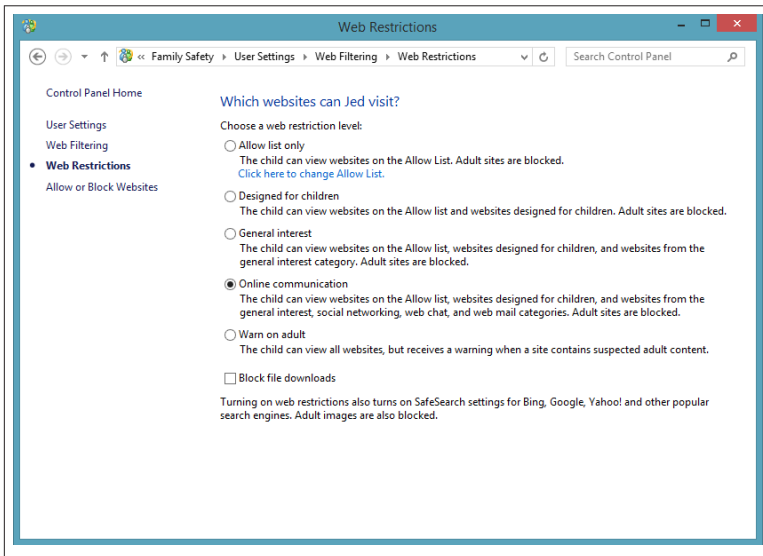 Web Restrictions
« Family Safety ▸ User Settings ▸ Web Filtering ▸ Web Restrictions
Search Control Panel
Control Panel Home
User Settings
Web Filtering
• Web Restrictions
Allow or Block Websites
Which websites can Jed visit?
Choose a web restriction level:
Allow list only
The child can view websites on the Allow List. Adult sites are blocked.
Click here to change Allow List.
Designed for children
The child can view websites on the Allow list and websites designed for children. Adult sites are blocked.
General interest
The child can view websites on the Allow list, websites designed for children, and websites from the
general interest category. Adult sites are blocked.
Online communication
The child can view websites on the Allow list, websites designed for children, and websites from the
general interest, social networking, web chat, and web mail categories. Adult sites are blocked.
Warn on adult
The child can view all websites, but receives a warning when a site contains suspected adult content.
Block file downloads
Turning on web restrictions also turns on SafeSearch settings for Bing, Google, Yahoo! and other popular
search engines. Adult images are also blocked.